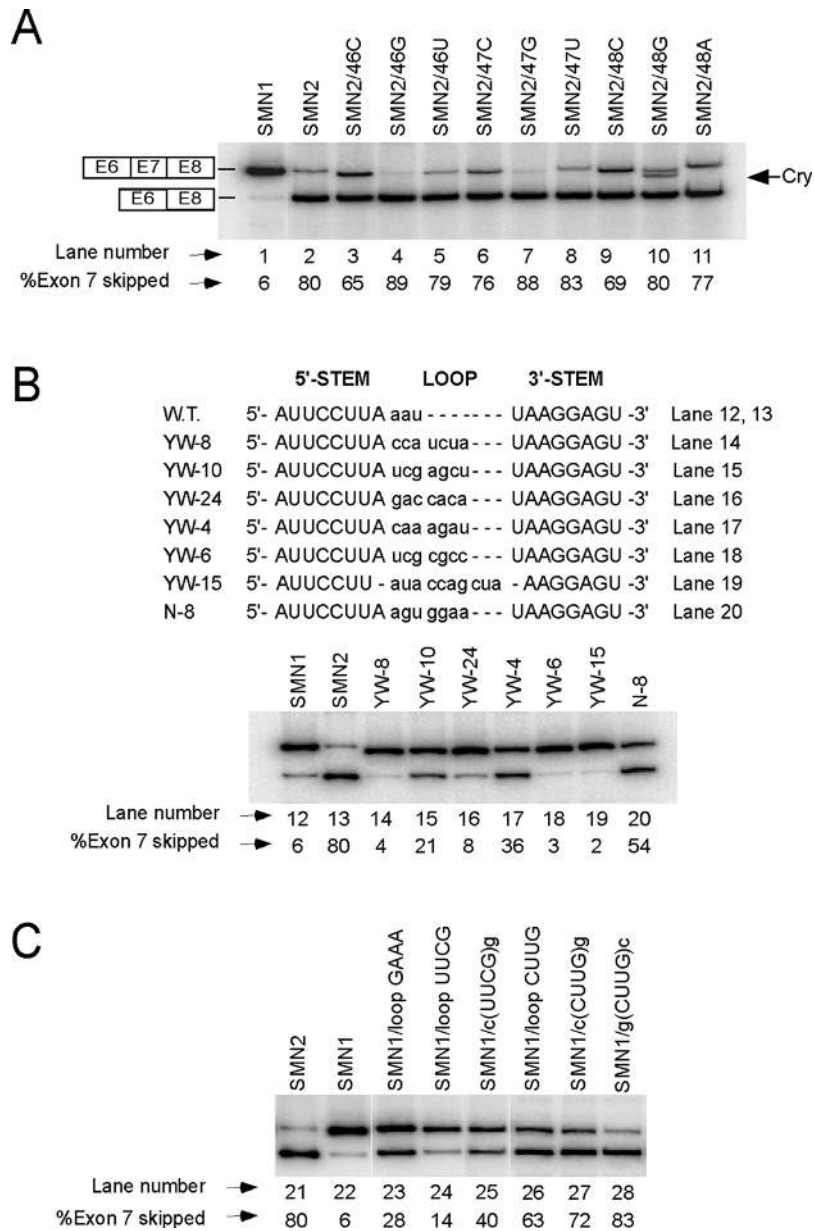 A
SMN1 SMN2 SMN2/46C SMN2/46G SMN2/46U SMN2/47C SMN2/47G SMN2/47U SMN2/48C SMN2/48G SMN2/48A
E6 E7 E8
Cry
E6 E8
Lane number 1 2 3 4 5 6 7 8 9 10 11
%Exon 7 skipped 6 80 65 89 79 76 88 83 69 80 77
B
5'-STEM LOOP 3'-STEM
W.T. 5'- AUUCCUUA aau - - - - - - - UAAGGAGU -3' Lane 12, 13
YW-8 5'- AUUCCUUA cca ucua - - - UAAGGAGU -3' Lane 14
YW-10 5'- AUUCCUUA ucg agcu - - - UAAGGAGU -3' Lane 15
YW-24 5'- AUUCCUUA gac caca - - - UAAGGAGU -3' Lane 16
YW-4 5'- AUUCCUUA caa agau - - - UAAGGAGU -3' Lane 17
YW-6 5'- AUUCCUUA ucg cgcc - - - UAAGGAGU -3' Lane 18
YW-15 5'- AUUCCUU - aua ccagcua - AAGGAGU -3' Lane 19
N-8 5'- AUUCCUUA agu ggaa - - - UAAGGAGU -3' Lane 20
SMN1 SMN2 YW-8 YW-10 YW-24 YW-4 YW-6 YW-15 N-8
Lane number 12 13 14 15 16 17 18 19 20
%Exon 7 skipped 6 80 4 21 8 36 3 2 54
C
SMN2 SMN1 SMN1/loop GAAA SMN1/loop UUCG SMN1/c(UUCG)g SMN1/loop CUUG SMN1/c(CUUG)g SMN1/g(CUUG)c
Lane number 21 22 23 24 25 26 27 28
%Exon 7 skipped 80 6 28 14 40 63 72 83